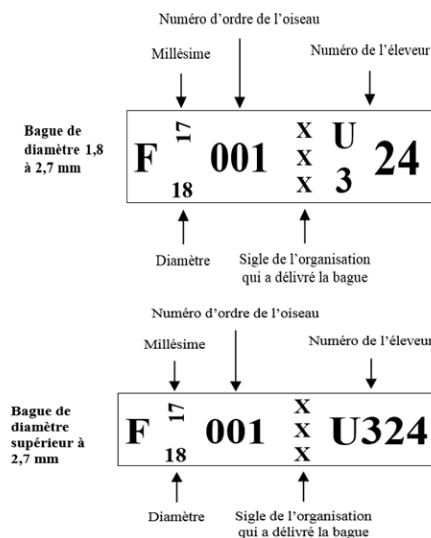 Numéro d'ordre de l'oiseau
Millésime
Numéro de l'éleveur
Bague de
diamètre 1,8
à 2,7 mm
F 17 18 001 X X X U 3 24
Diamètre
Sigle de l'organisation
qui a délivré la bague
Numéro d'ordre de l'oiseau
Millésime
Numéro de l'éleveur
Bague de
diamètre
supérieur à
2,7 mm
F 17 18 001 X X X U324
Diamètre
Sigle de l'organisation
qui a délivré la bague